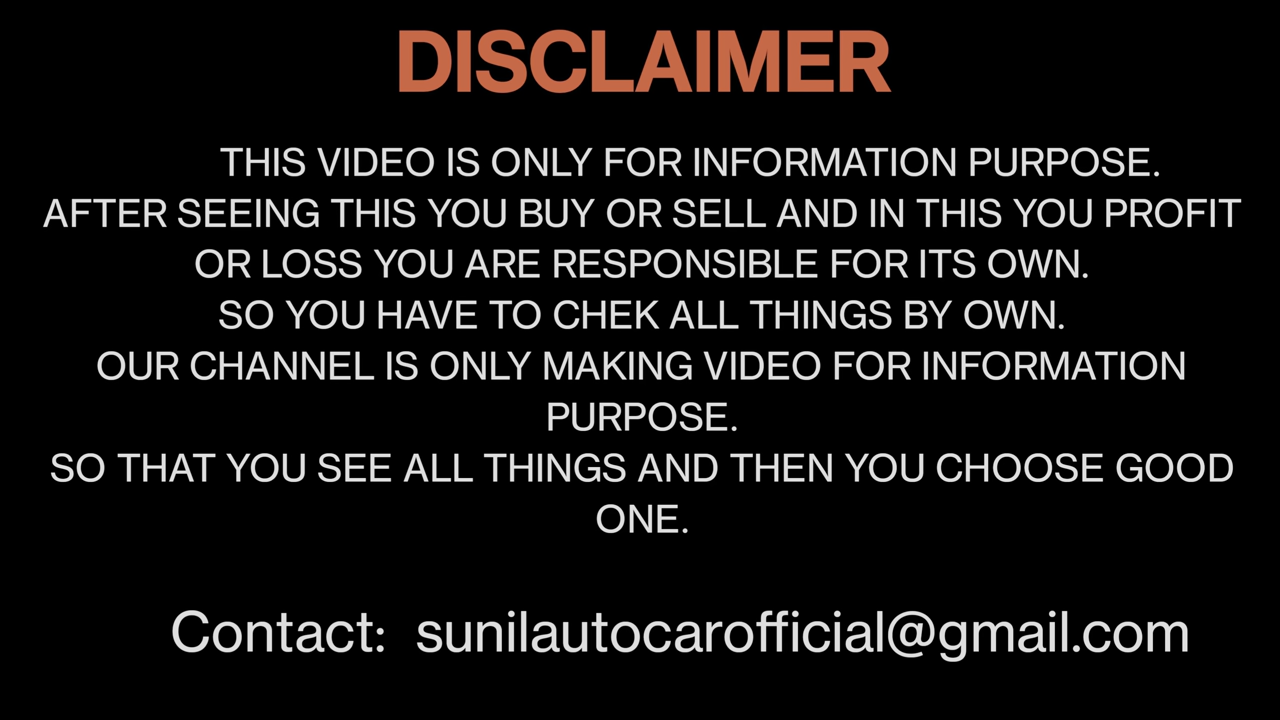 DISCLAIMER
THIS VIDEO IS ONLY FOR INFORMATION PURPOSE.
AFTER SEEING THIS YOU BUY OR SELL AND IN THIS YOU PROFIT
OR LOSS YOU ARE RESPONSIBLE FOR ITS OWN.
SO YOU HAVE TO CHEK ALL THINGS BY OWN.
OUR CHANNEL IS ONLY MAKING VIDEO FOR INFORMATION
PURPOSE.
SO THAT YOU SEE ALL THINGS AND THEN YOU CHOOSE GOOD
ONE.
Contact: sunilautocarofficial@gmail.com